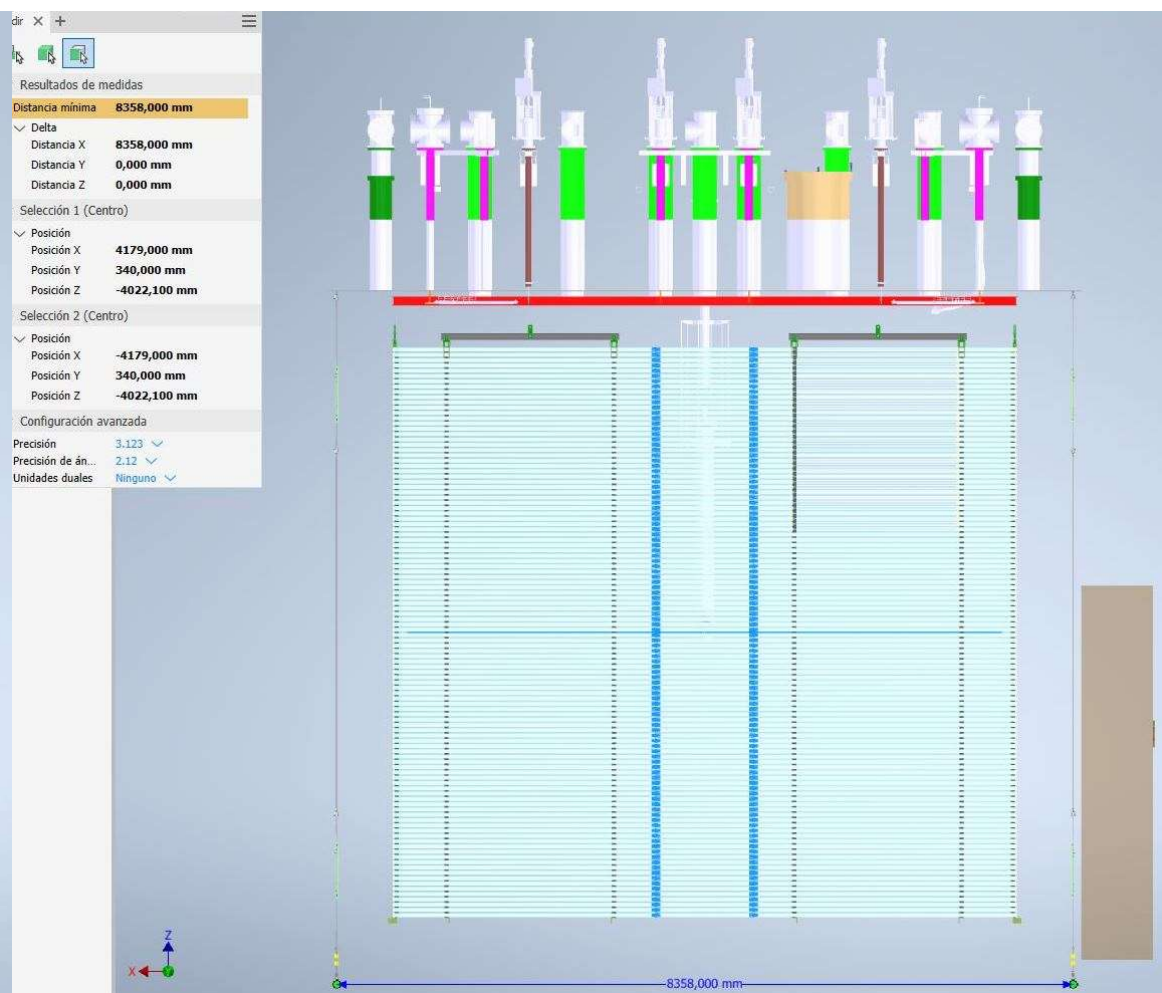 dir × +
Resultados de medidas
Distancia mínima 8358,000 mm
Delta
Distancia X 8358,000 mm
Distancia Y 0,000 mm
Distancia Z 0,000 mm
Selección 1 (Centro)
Posición
Posición X 4179,000 mm
Posición Y 340,000 mm
Posición Z -4022,100 mm
Selección 2 (Centro)
Posición
Posición X -4179,000 mm
Posición Y 340,000 mm
Posición Z -4022,100 mm
Configuración avanzada
Precisión 3.123
Precisión de án... 2.12
Unidades duales Ninguno
Z
X
8358,000 mm